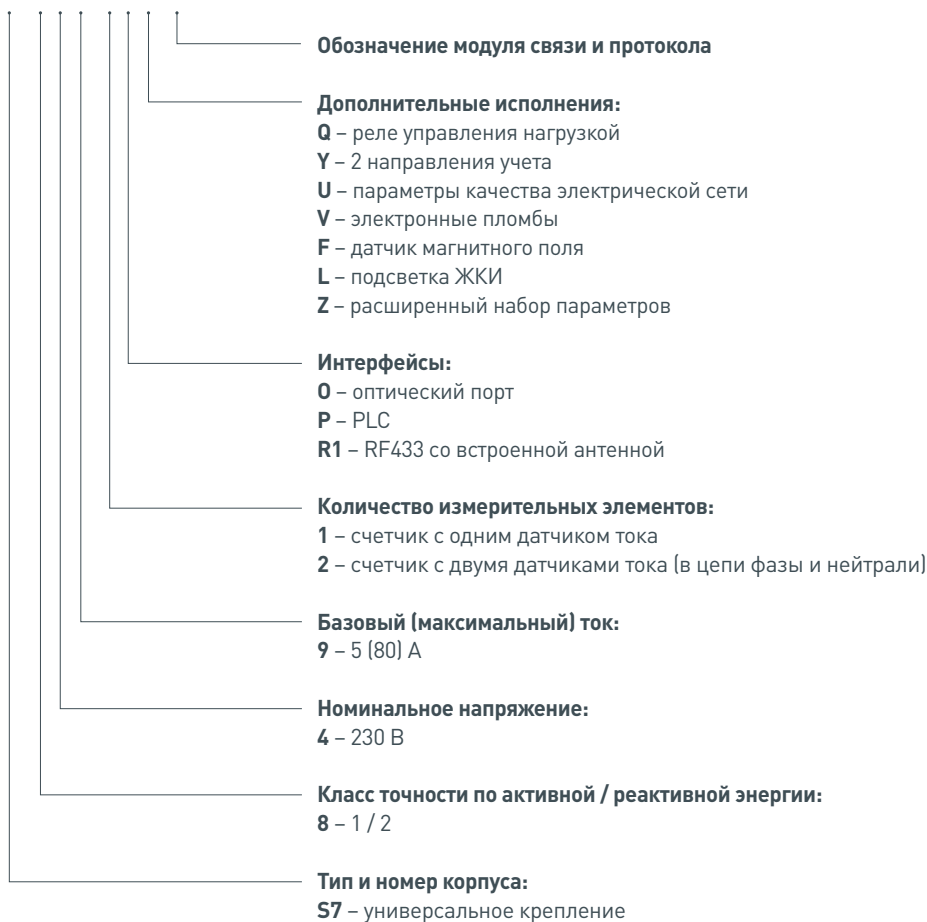 Обозначение модуля связи и протокола
Дополнительные исполнения:
Q – реле управления нагрузкой
Y – 2 направления учета
U – параметры качества электрической сети
V – электронные пломбы
F – датчик магнитного поля
L – подсветка ЖКИ
Z – расширенный набор параметров
Интерфейсы:
O – оптический порт
P – PLC
R1 – RF433 со встроенной антенной
Количество измерительных элементов:
1 – счетчик с одним датчиком тока
2 – счетчик с двумя датчиками тока (в цепи фазы и нейтрали)
Базовый (максимальный) ток:
9 – 5 (80) А
Номинальное напряжение:
4 – 230 В
Класс точности по активной / реактивной энергии:
8 – 1 / 2
Тип и номер корпуса:
S7 – универсальное крепление